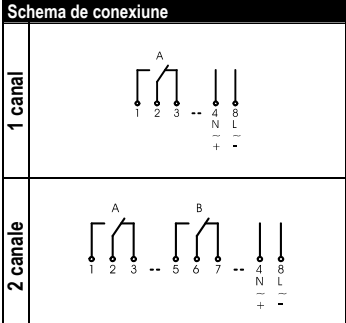 Schema de conexiune
1 canal
A
1 2 3 -- 4 8
N L
~ ~
+ -
2 canale
A B
1 2 3 -- 5 6 7 -- 4 8
N L
~ ~
+ -